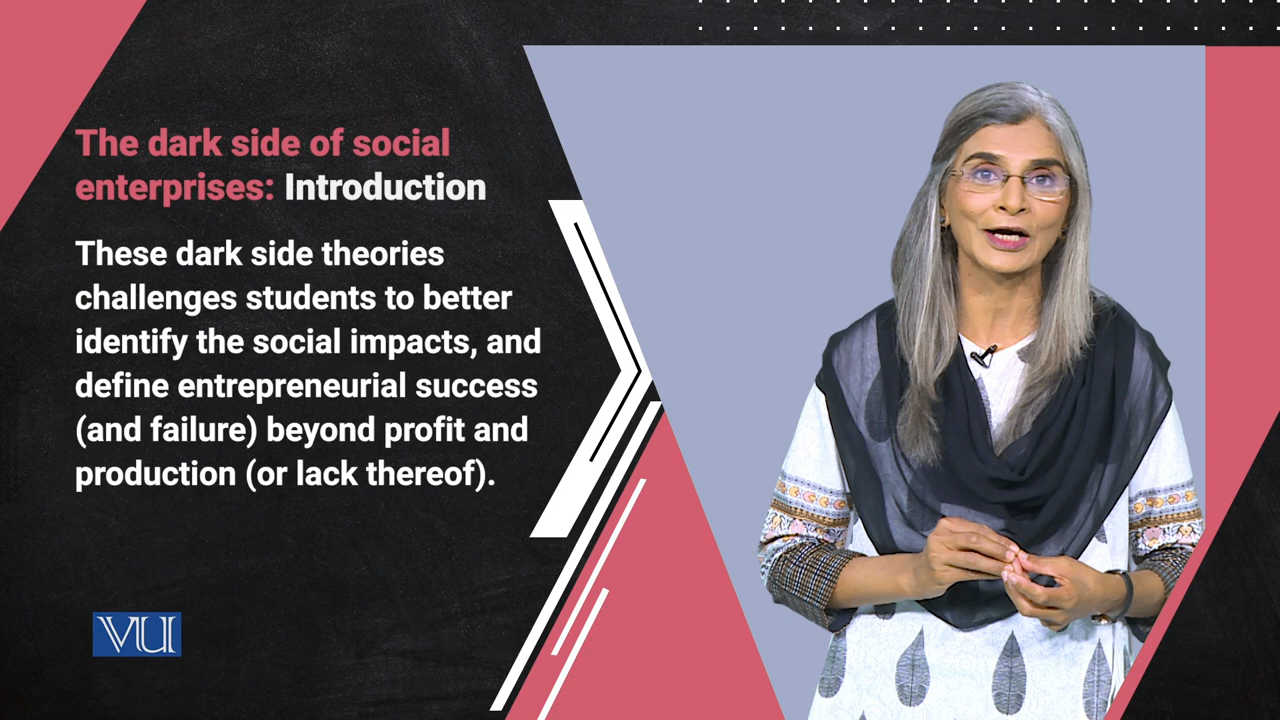 The dark side of social
enterprises: Introduction
These dark side theories
challenges students to better
identify the social impacts, and
define entrepreneurial success
(and failure) beyond profit and
production (or lack thereof).
VU